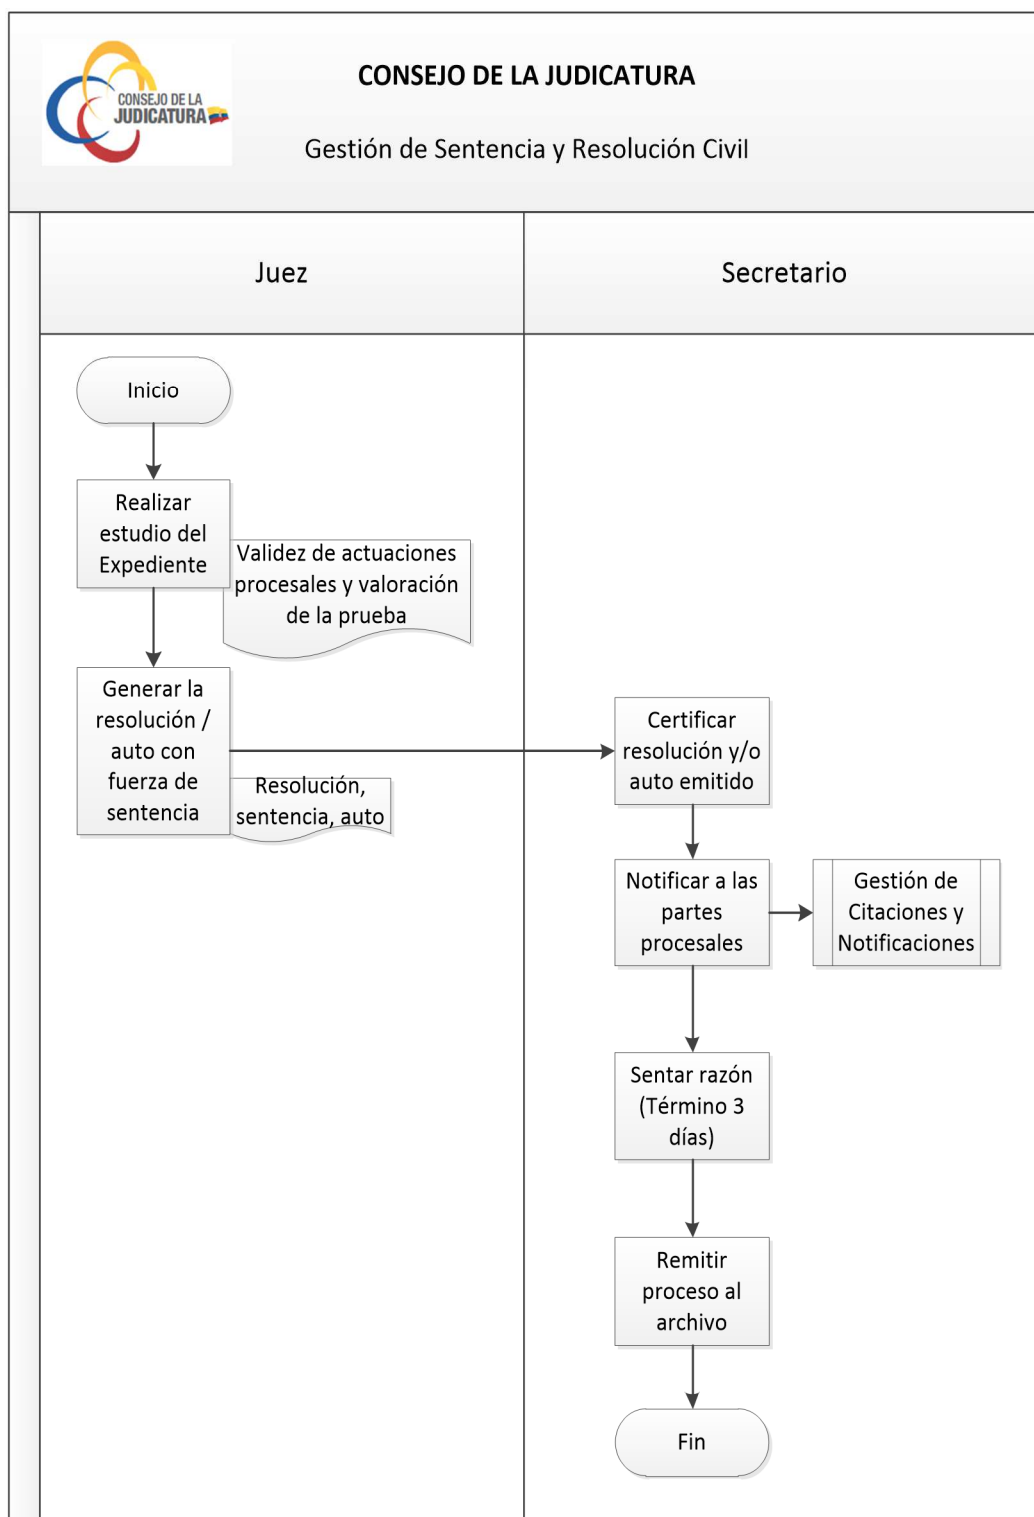 CONSEJO DE LA
JUDICATURA
CONSEJO DE LA JUDICATURA
Gestión de Sentencia y Resolución Civil
Juez
Secretario
Inicio
Realizar
estudio del
Expediente
Validez de actuaciones
procesales y valoración
de la prueba
Generar la
resolución /
auto con
fuerza de
sentencia
Resolución,
sentencia, auto
Certificar
resolución y/o
auto emitido
Notificar a las
partes
procesales
Gestión de
Citaciones y
Notificaciones
Sentar razón
(Término 3
días)
Remitir
proceso al
archivo
Fin